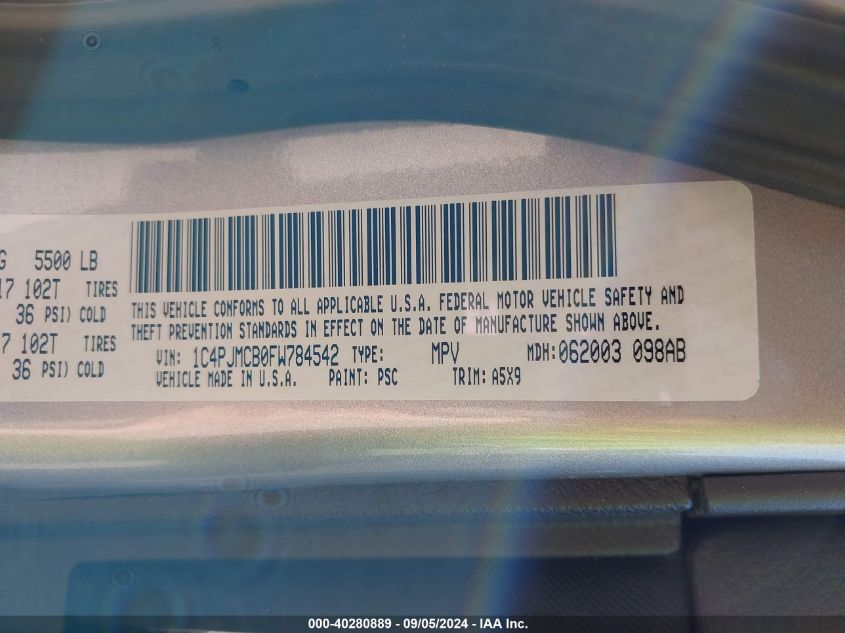 G 5500 LB
17 102T TIRES
36 PSI) COLD
7 102T TIRES
36 PSI) COLD
THIS VEHICLE CONFORMS TO ALL APPLICABLE U.S.A. FEDERAL MOTOR VEHICLE SAFETY AND
THEFT PREVENTION STANDARDS IN EFFECT ON THE DATE OF MANUFACTURE SHOWN ABOVE.
VIN: 1C4PJMCB0FW784542 TYPE: MPV MDH: 062003 098AB
VEHICLE MADE IN U.S.A. PAINT: PSC TRIM: A5X9
000-40280889 - 09/05/2024 - IAA Inc.